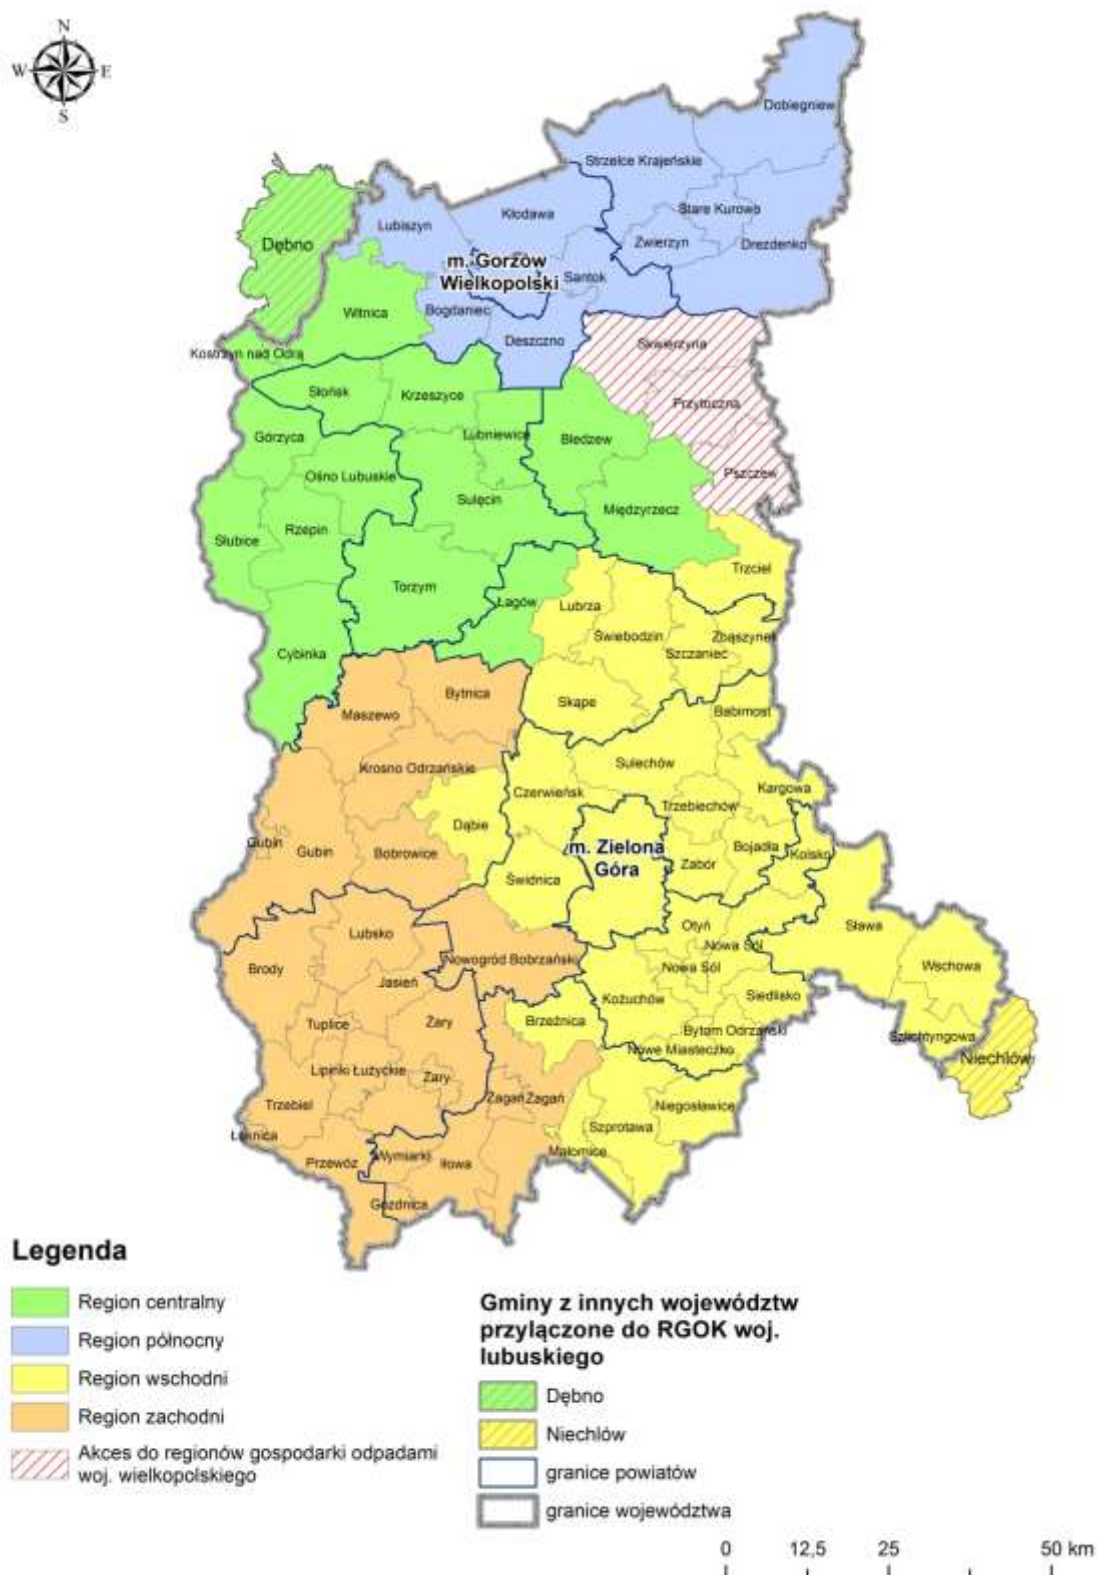 N
W E
S
Dobiegniew
Strzelce Krajeńskie
Kłodawa
Stare Kurowo
Lubiszyn
Zwierzyn
Drezdenko
Dębno
m. Gorzów
Wielkopolski
Santok
Witnica
Bogdaniec
Deszczno
Skwierzyna
Kostrzyn nad Odrą
Słońsk
Krzeszyce
Przytoczna
Górzyca
Lubniewice
Bledzew
Ośno Lubuskie
Pszczew
Sulęcin
Międzyrzecz
Rzepin
Słubice
Trzciel
Torzym
Łagów
Lubrza
Świebodzin
Zbąszynek
Cybinka
Szczaniec
Bytnica
Skąpe
Maszewo
Babimost
Sulechów
Krosno Odrzańskie
Czerwieńsk
Kargowa
Trzebiechów
Dąbie
Gubin
Gubin
Bobrowice
m. Zielona
Góra
Bojadła
Kolsko
Zabór
Świdnica
Otyń
Sława
Lubsko
Nowa Sól
Brody
Nowogród Bobrzański
Nowa Sól
Wschowa
Jasień
Kożuchów
Siedlisko
Tuplice
Żary
Brzeźnica
Bytom Odrzański
Szlichtyngowa
Nowe Miasteczko
Niechlów
Lipinki Łużyckie
Żary
Trzebiel
Żagań Żagań
Niegosławice
Szprotawa
Łęknica
Małomice
Przewóz
Wymiarki
Iłowa
Gozdnica
Legenda
Region centralny
Region północny
Region wschodni
Region zachodni
Akces do regionów gospodarki odpadami
woj. wielkopolskiego
Gminy z innych województw
przyłączone do RGOK woj.
lubuskiego
Dębno
Niechlów
granice powiatów
granice województwa
0 12,5 25 50 km